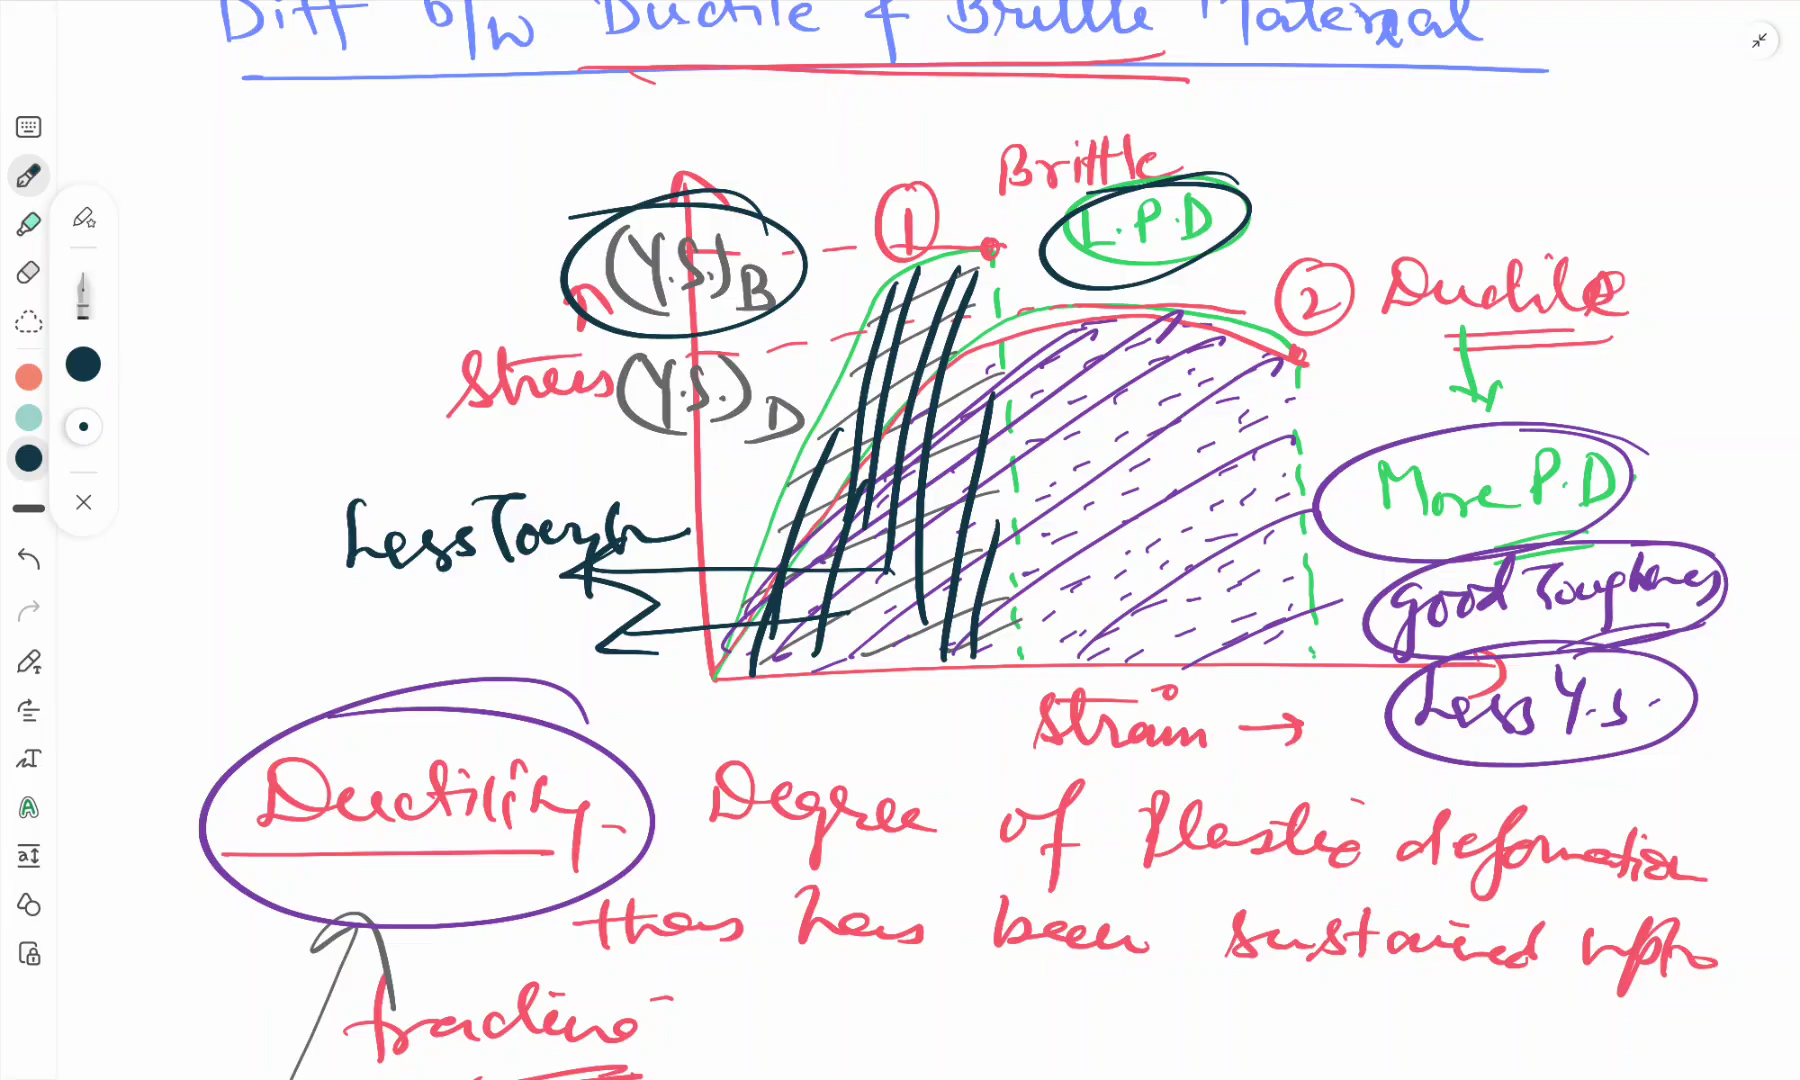 Diff b/w Ductile & Brittle Material
Brittle
1
L.P.D
(Y.S.)B
2 Ductile
Stress
(Y.S.)D
More P.D
Less Tough
Good Toughness
Less Y.S.
Strain →
Ductility - Degree of Plastic deformation
that has been sustained upto
fracture